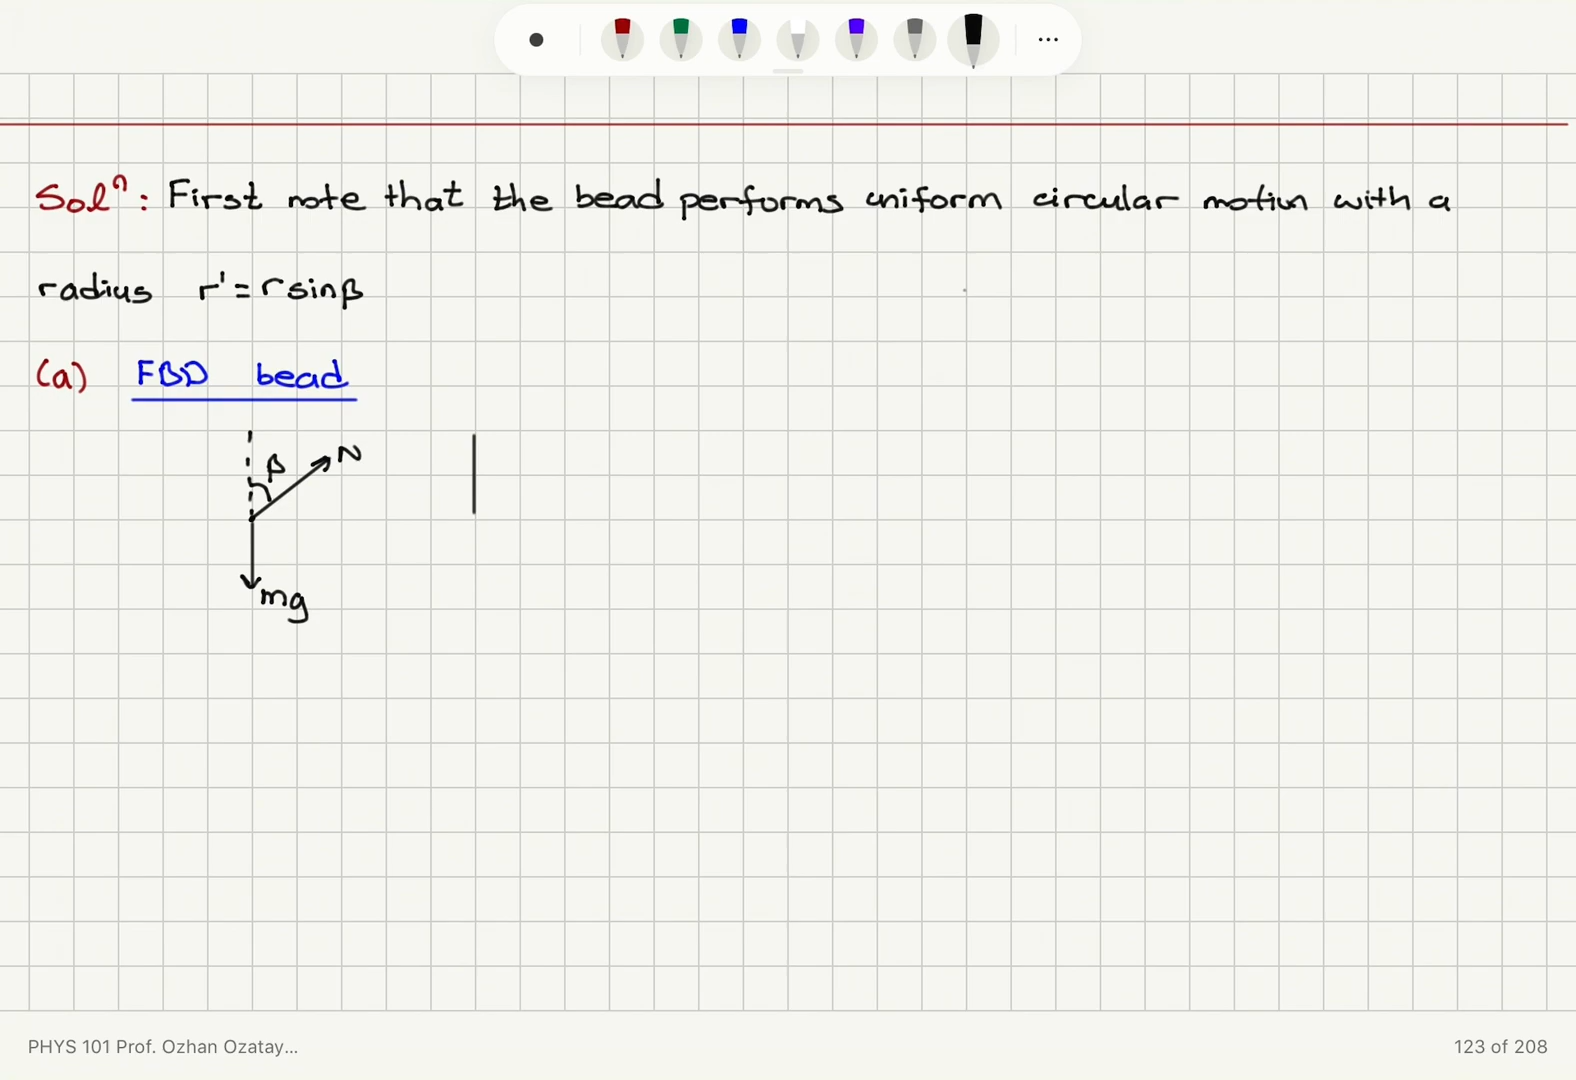 Solⁿ: First note that the bead performs uniform circular motion with a
radius r' = r sinβ
(a) FBD bead
β N
mg
PHYS 101 Prof. Ozhan Ozatay...
123 of 208